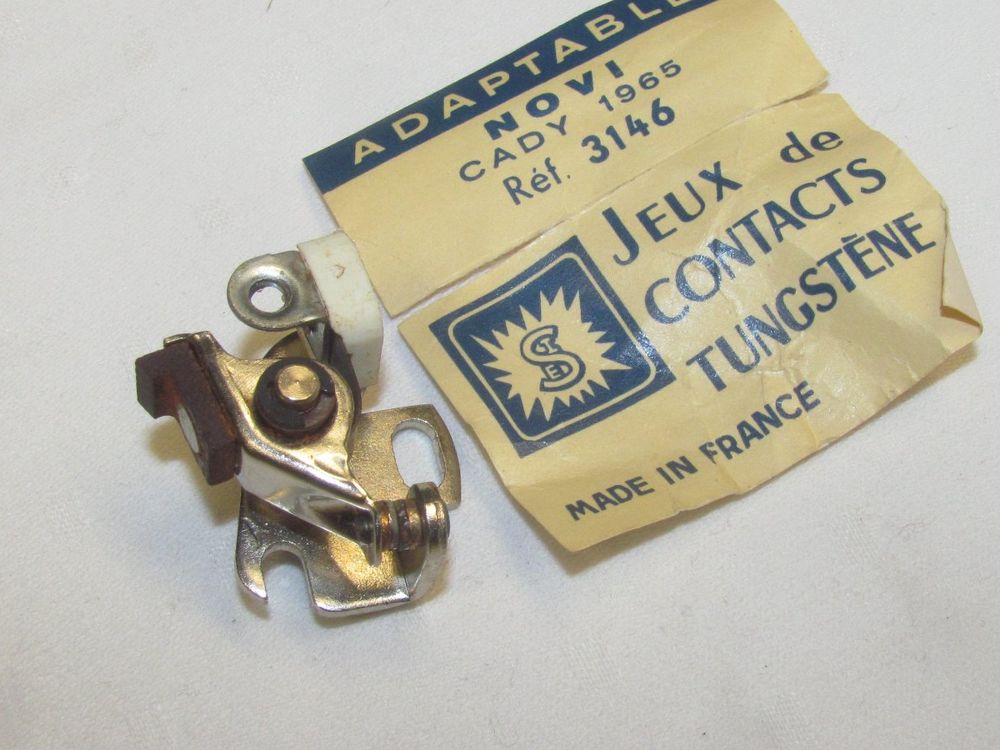 ADAPTABLE
NOVI
CADY 1965
Réf. 3146
JEUX de
CONTACTS
TUNGSTÈNE
MADE IN FRANCE